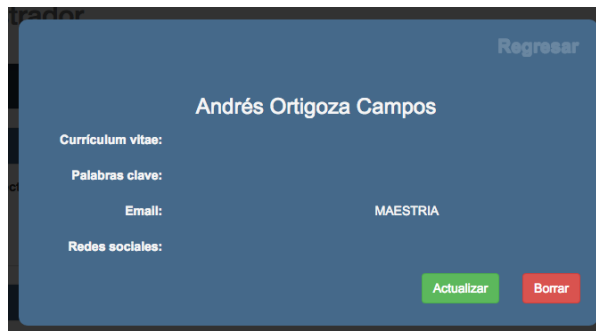 trador
Regresar
Andrés Ortigoza Campos
Currículum vitae:
Palabras clave:
Email: MAESTRIA
Redes sociales:
Actualizar Borrar